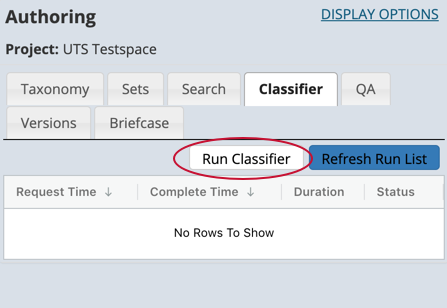 Authoring DISPLAY OPTIONS
Project: UTS Testspace
Taxonomy Sets Search Classifier QA
Versions Briefcase
Run Classifier Refresh Run List
Request Time ↓ Complete Time ↓ Duration Status
No Rows To Show